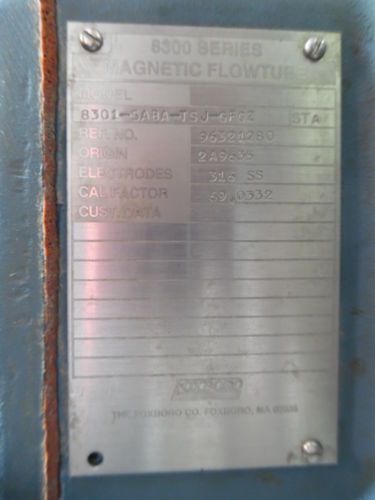 8300 SERIES
MAGNETIC FLOWTUBE
MODEL
8301-SABA-TSJ-GFGZ STA
REF. NO. 96321280
ORIGIN 2A9635
ELECTRODES 316 SS
CAL. FACTOR 69.0332
CUST. DATA
FOXBORO
THE FOXBORO CO. FOXBORO, MA 02035